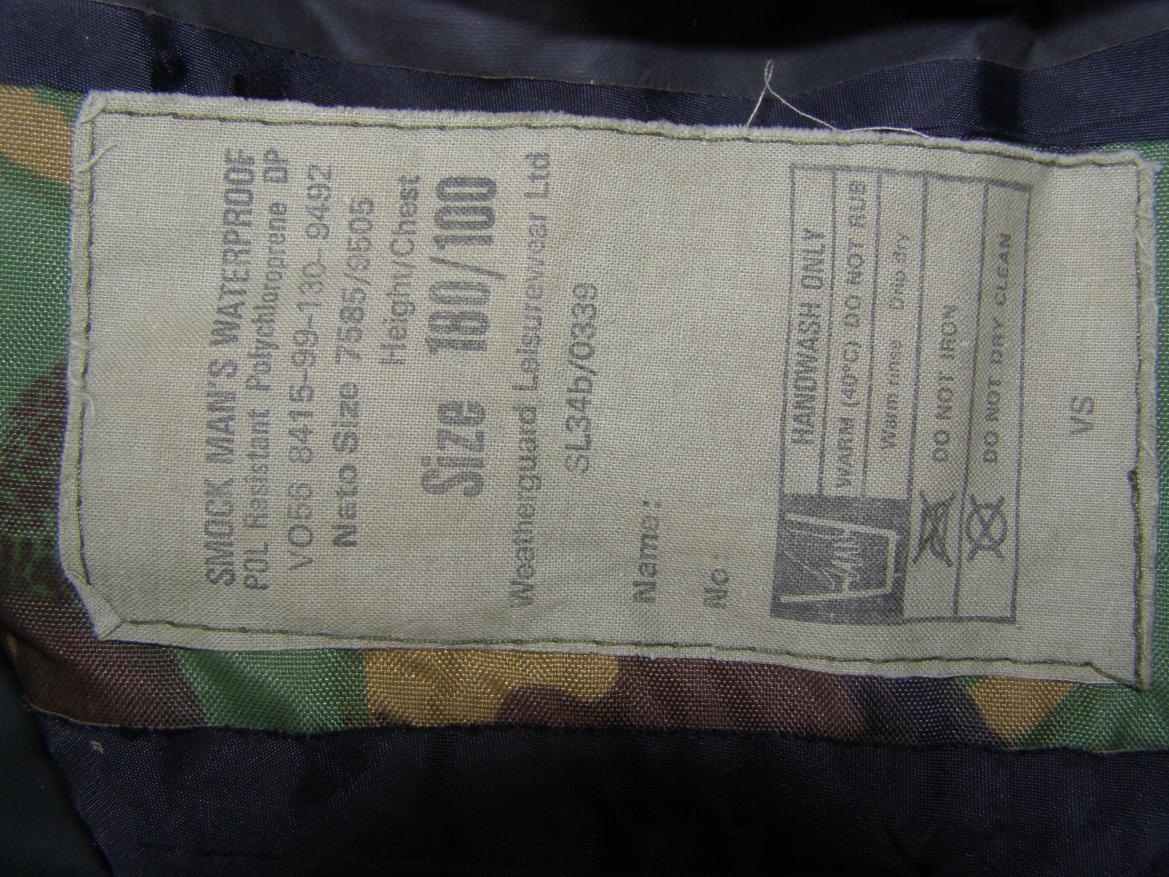 SMOCK MAN'S WATERPROOF
POL Resistant Polychloroprene DP
VO56 8415-99-130-9492
Nato Size 7585/9505
Height/Chest
Size 180/100
Weatherguard Leisurewear Ltd.
SL34b/0339
Name:
No
HANDWASH ONLY
WARM (40°C) DO NOT RUB
Warm rinse Drip dry
DO NOT IRON
DO NOT DRY CLEAN
VS